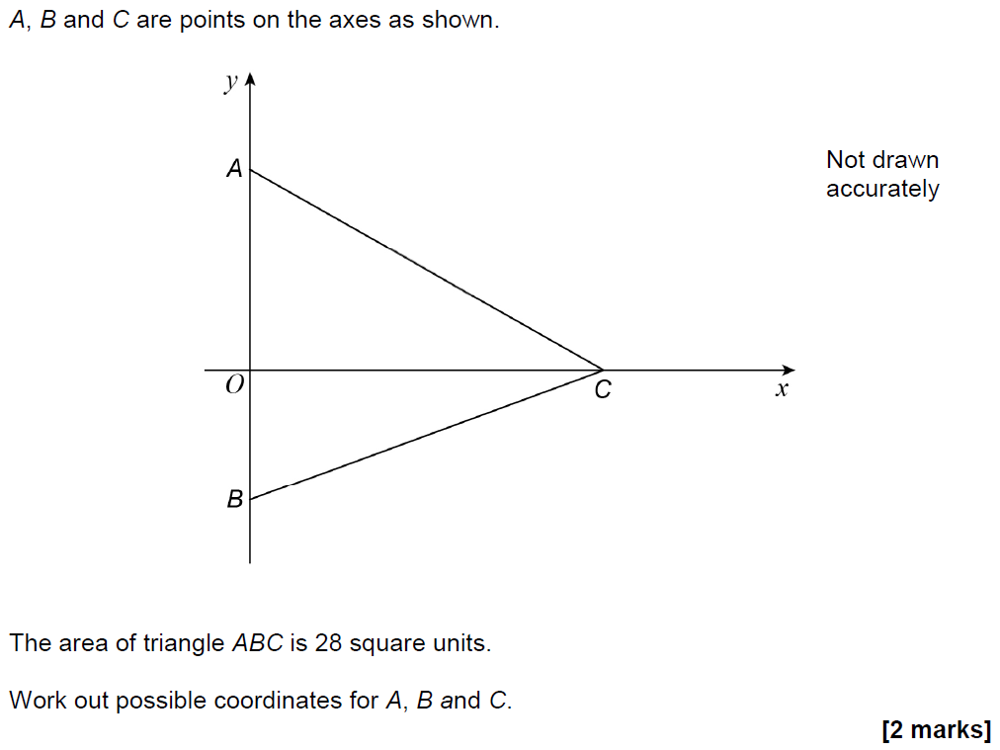 A, B and C are points on the axes as shown.
y
A
Not drawn
accurately
O
C
x
B
The area of triangle ABC is 28 square units.
Work out possible coordinates for A, B and C.
[2 marks]